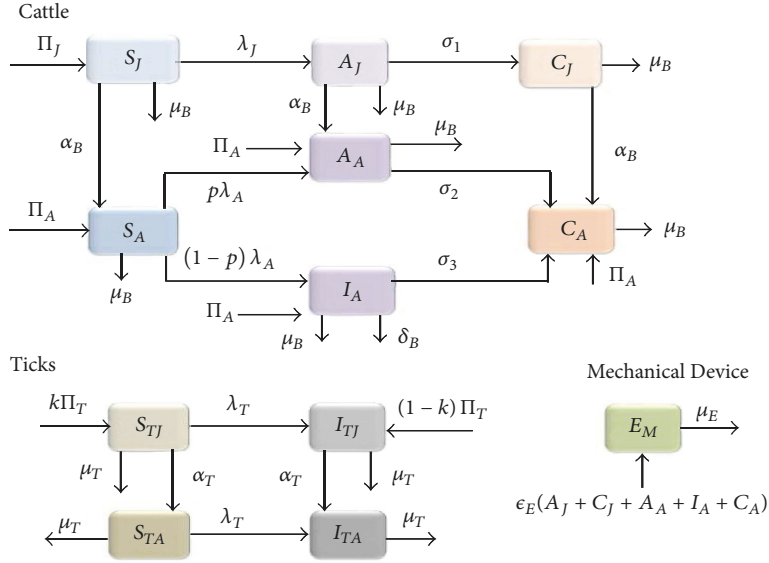 Cattle
Π_J
S_J
λ_J
A_J
σ_1
C_J
μ_B
μ_B
α_B
μ_B
α_B
Π_A
A_A
μ_B
α_B
pλ_A
σ_2
Π_A
S_A
C_A
μ_B
μ_B
(1 − p) λ_A
I_A
σ_3
Π_A
Π_A
μ_B
δ_B
Ticks
Mechanical Device
kΠ_T
S_TJ
λ_T
I_TJ
(1 − k) Π_T
E_M
μ_E
μ_T
α_T
α_T
μ_T
ϵ_E(A_J + C_J + A_A + I_A + C_A)
μ_T
S_TA
λ_T
I_TA
μ_T